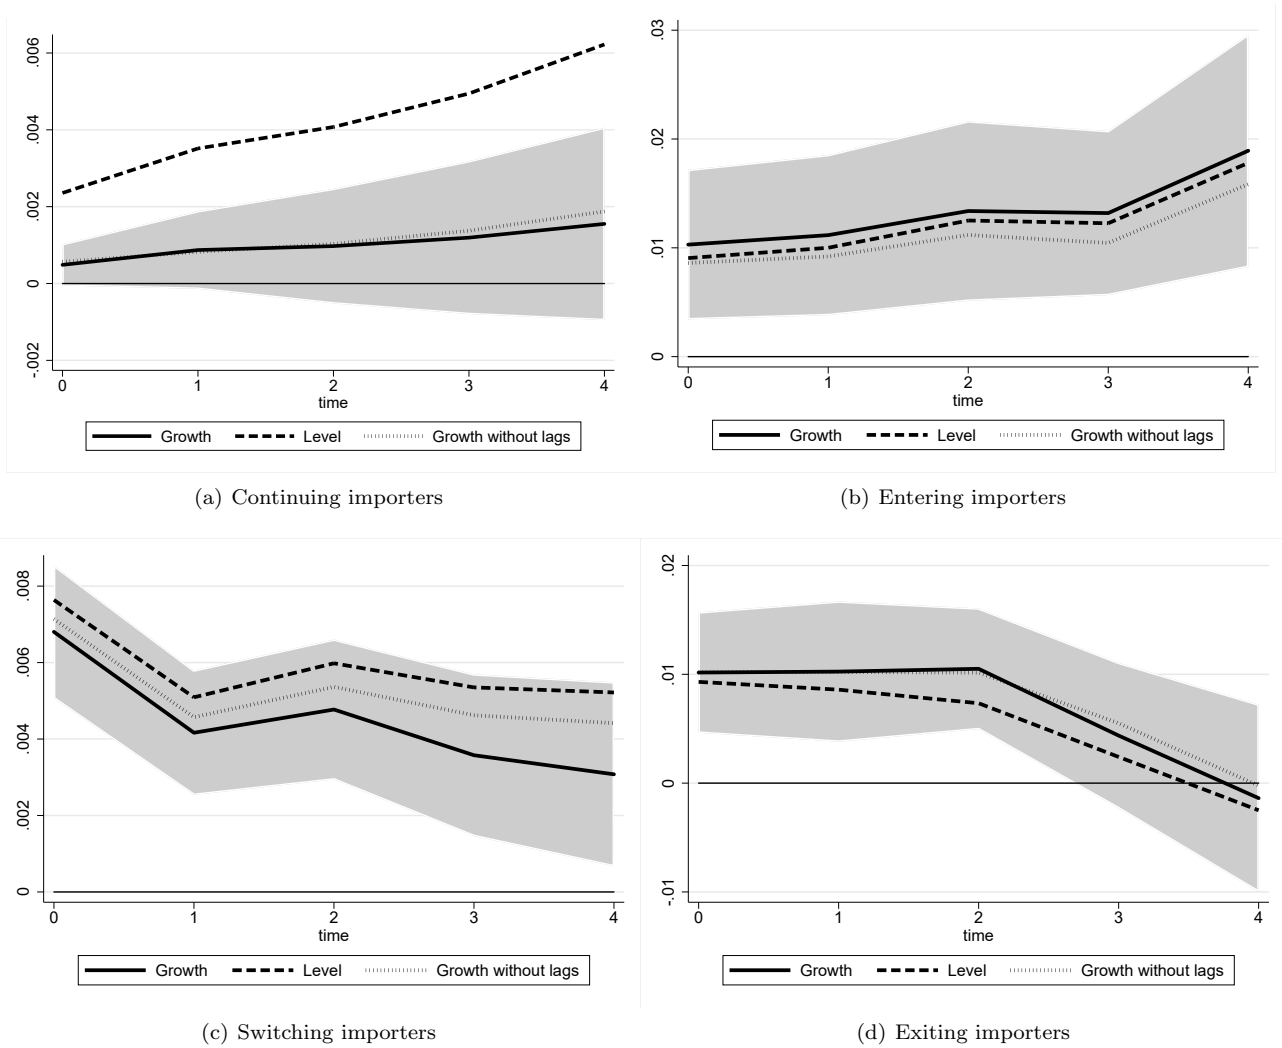 .006
.004
.002
0
-.002
0 1 2 3 4
time
Growth Level Growth without lags
(a) Continuing importers
.03
.02
.01
0
0 1 2 3 4
time
Growth Level Growth without lags
(b) Entering importers
.008
.006
.004
.002
0
0 1 2 3 4
time
Growth Level Growth without lags
(c) Switching importers
.02
.01
0
-.01
0 1 2 3 4
time
Growth Level Growth without lags
(d) Exiting importers